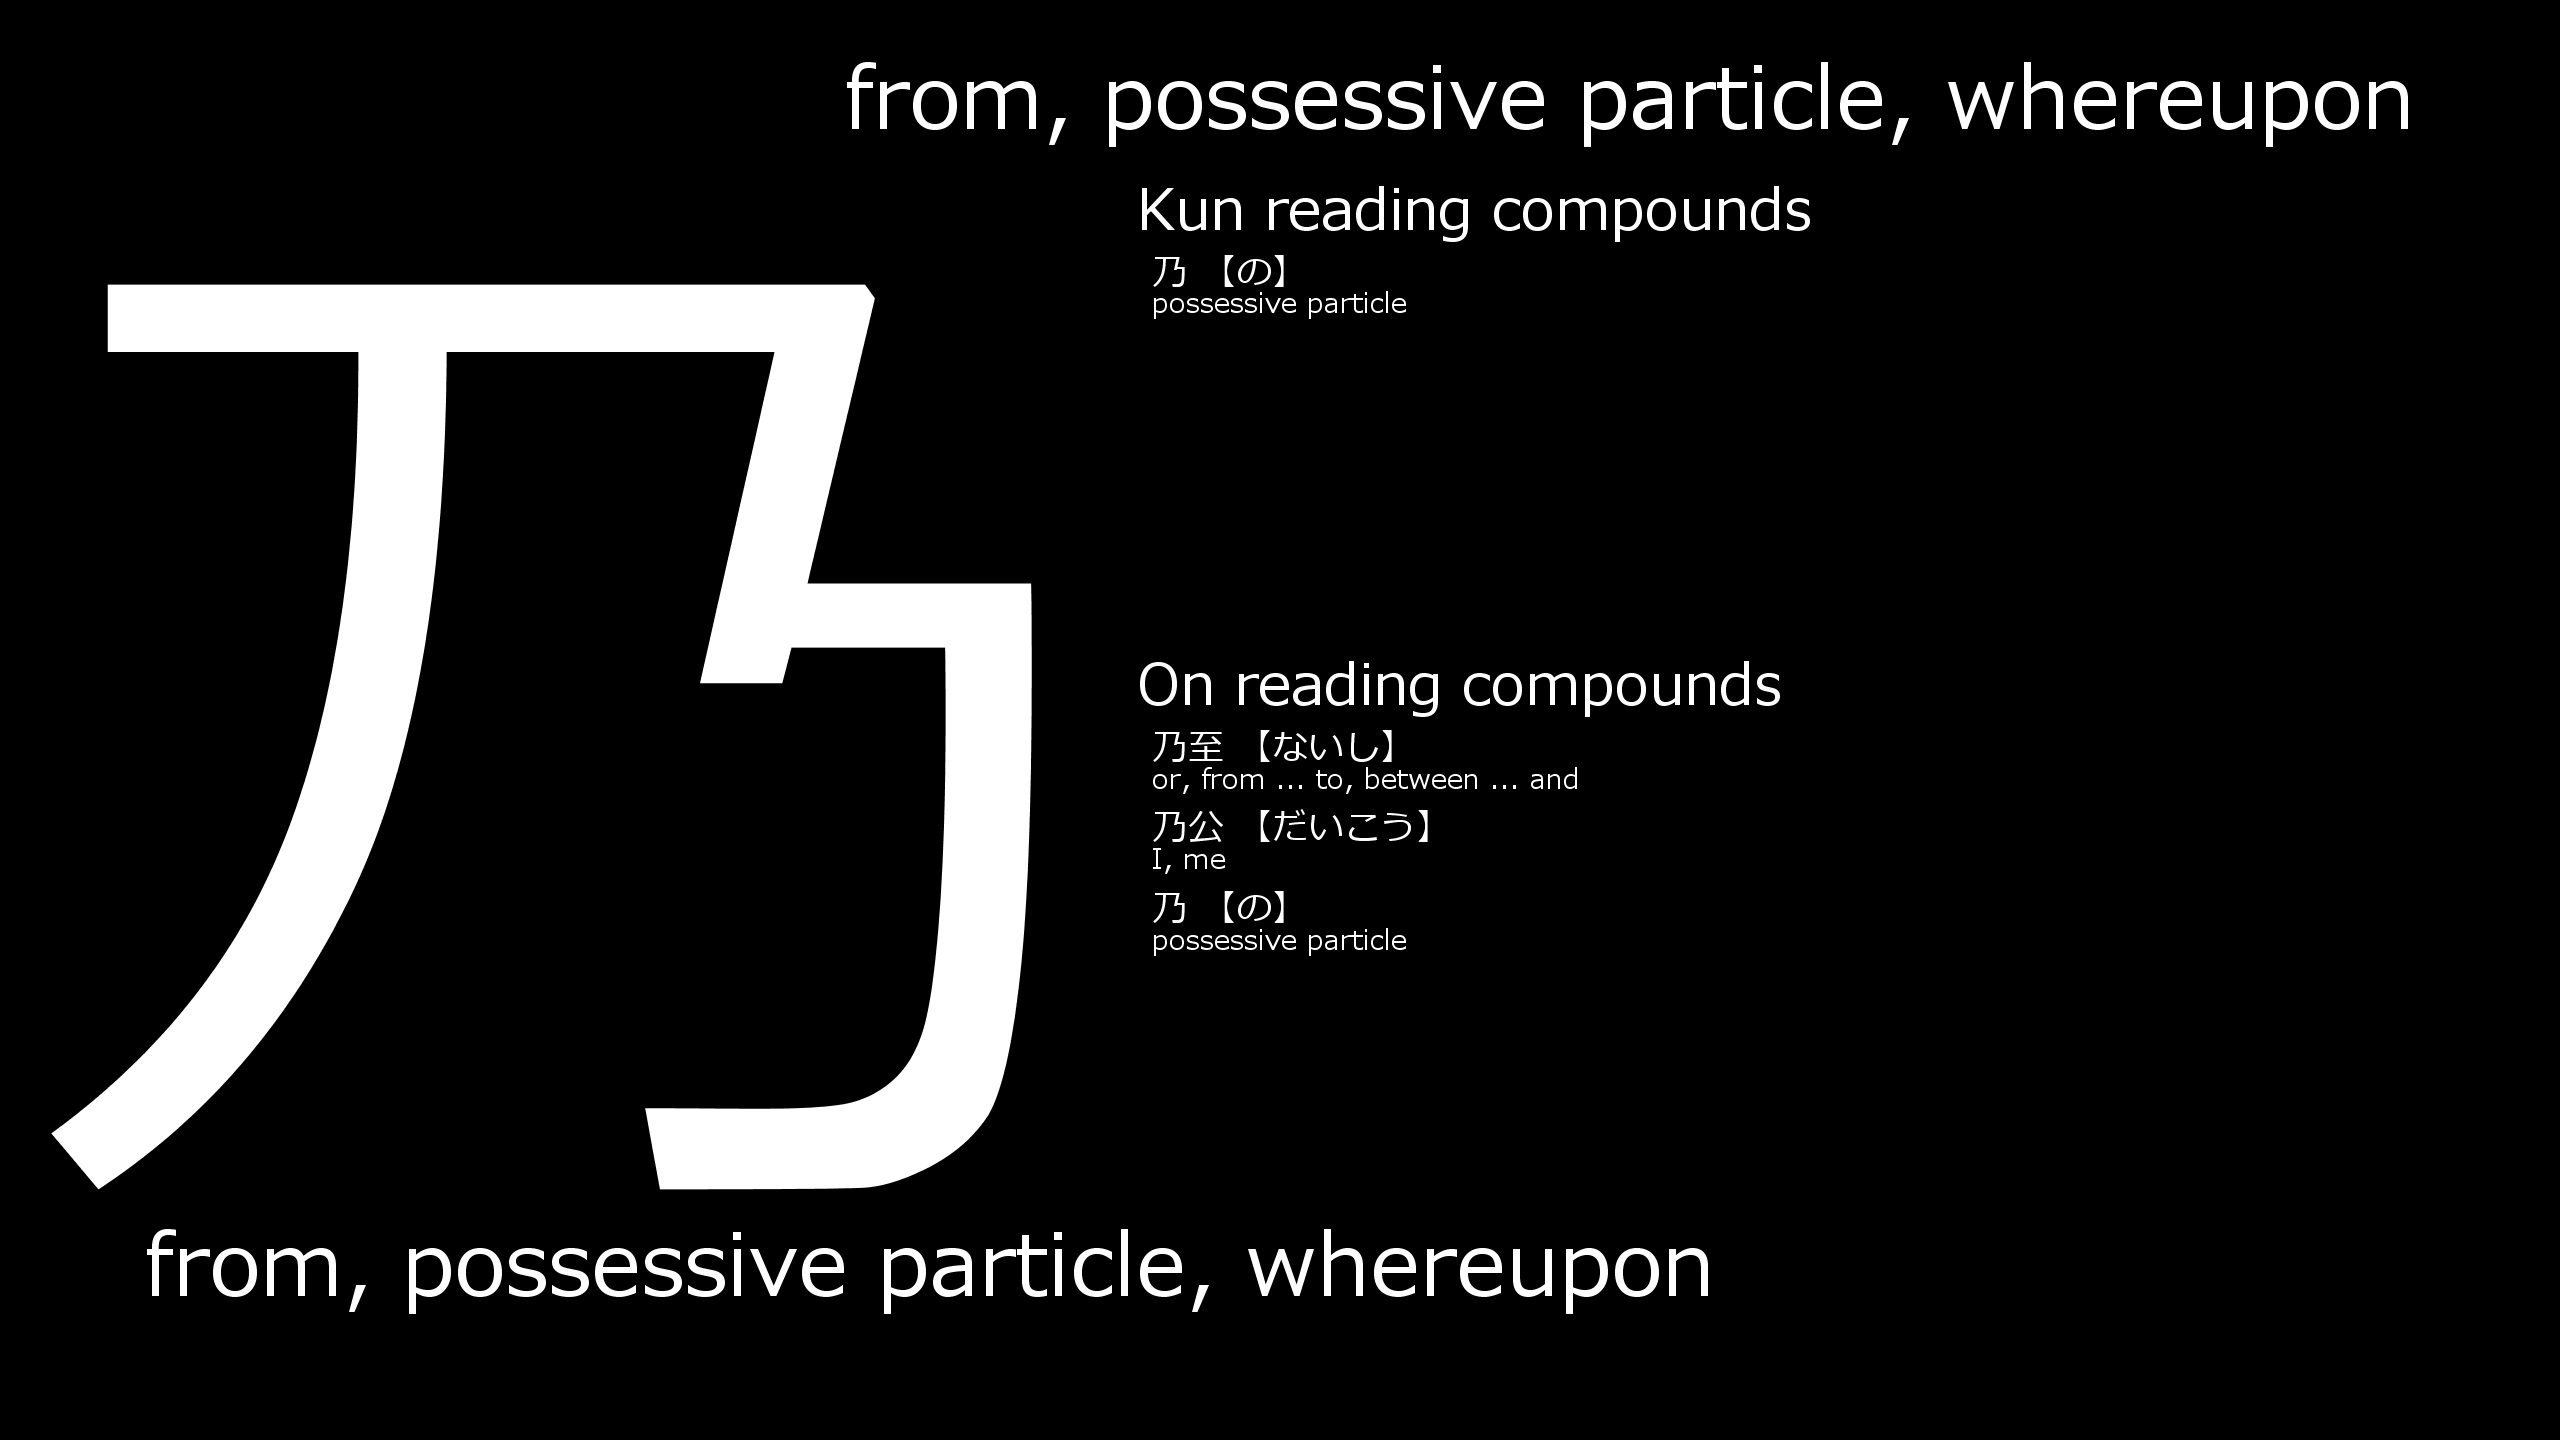 from, possessive particle, whereupon
乃
Kun reading compounds
乃 【の】
possessive particle
On reading compounds
乃至 【ないし】
or, from ... to, between ... and
乃公 【だいこう】
I, me
乃 【の】
possessive particle
from, possessive particle, whereupon